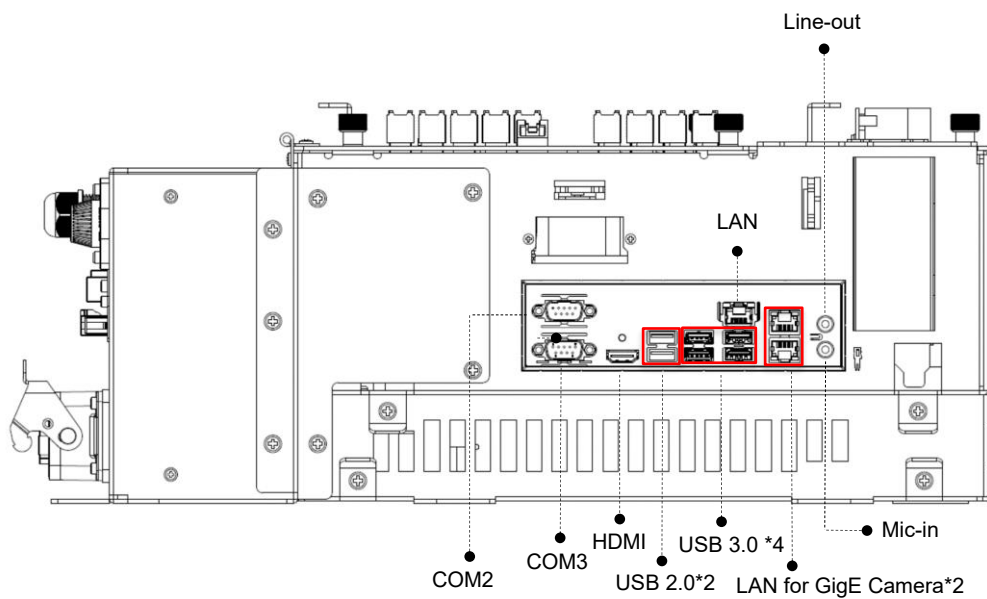 Line-out
LAN
HDMI
USB 3.0 *4
Mic-in
COM3
COM2
USB 2.0*2
LAN for GigE Camera*2